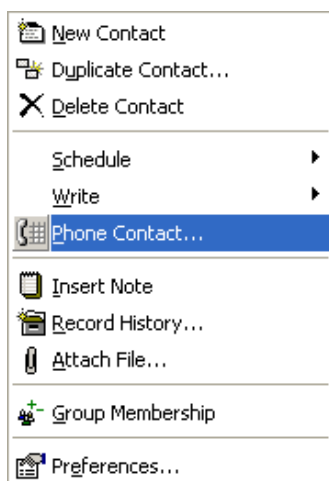 New Contact
Duplicate Contact...
Delete Contact
Schedule
Write
Phone Contact...
Insert Note
Record History...
Attach File...
Group Membership
Preferences...